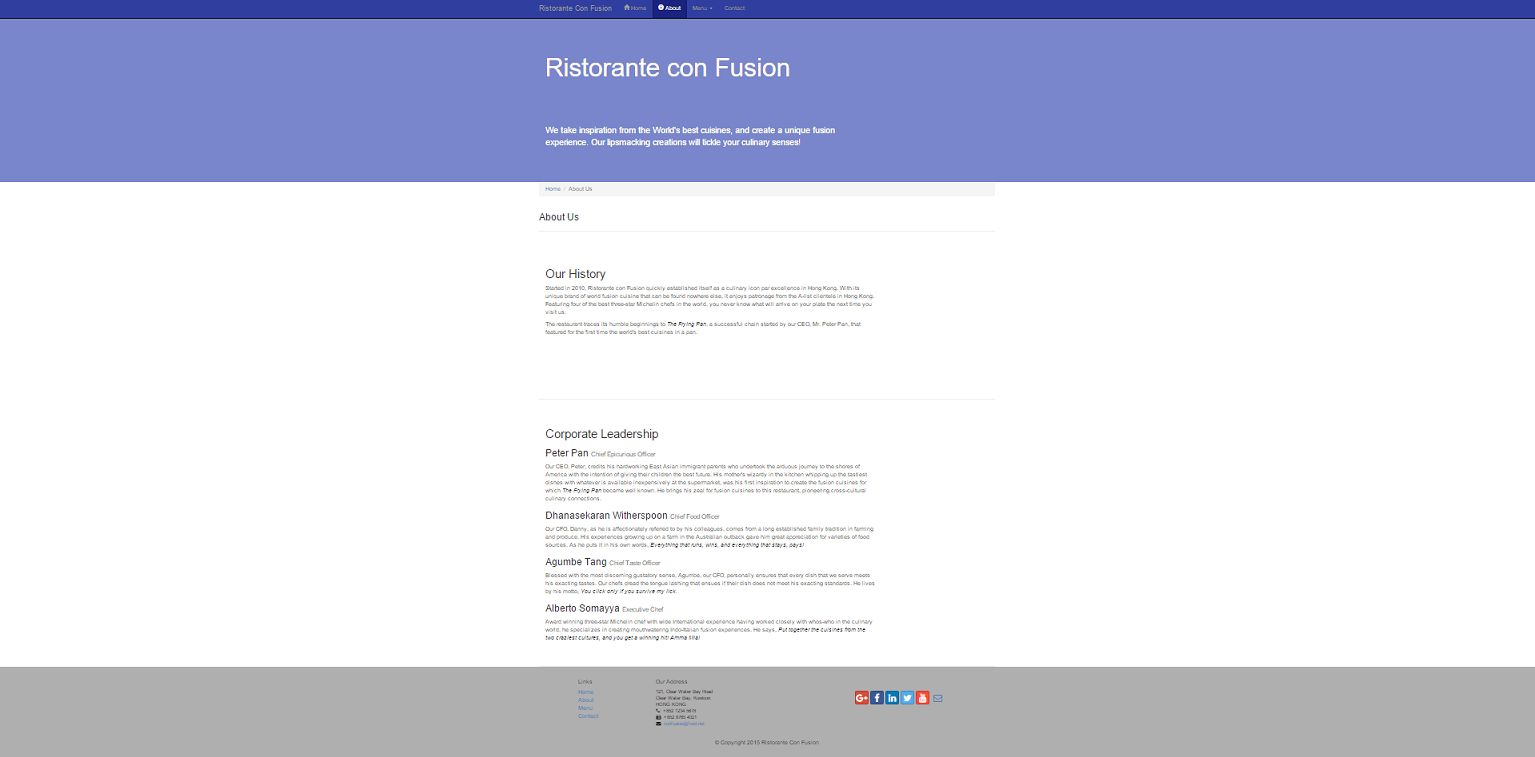 Ristorante Con Fusion Home About Menu Contact
Ristorante con Fusion
We take inspiration from the World's best cuisines, and create a unique fusion
experience. Our lipsmacking creations will tickle your culinary senses!
Home / About Us
About Us
Our History
Started in 2010, Ristorante con Fusion quickly established itself as a culinary icon par excellence in Hong Kong. With its
unique brand of world fusion cuisine that can be found nowhere else, it enjoys patronage from the A-list clientele in Hong Kong.
Featuring four of the best three-star Michelin chefs in the world, you never know what will arrive on your plate the next time you
visit us.
The restaurant traces its humble beginnings to The Frying Pan, a successful chain started by our CEO, Mr. Peter Pan, that
featured for the first time the world's best cuisines in a pan.
Corporate Leadership
Peter Pan Chief Epicurious Officer
Our CEO, Peter, credits his hardworking East Asian immigrant parents who undertook the arduous journey to the shores of
America with the intention of giving their children the best future. His mother's wizardy in the kitchen whipping up the tastiest
dishes with whatever is available inexpensively at the supermarket, was his first inspiration to create the fusion cuisines for
which The Frying Pan became well known. He brings his zeal for fusion cuisines to this restaurant, pioneering cross-cultural
culinary connections.
Dhanasekaran Witherspoon Chief Food Officer
Our CFO, Danny, as he is affectionately referred to by his colleagues, comes from a long established family tradition in farming
and produce. His experiences growing up on a farm in the Australian outback gave him great appreciation for varieties of food
sources. As he puts it in his own words, Everything that runs, wins, and everything that stays, pays!
Agumbe Tang Chief Taste Officer
Blessed with the most discerning gustatory sense, Agumbe, our CFO, personally ensures that every dish that we serve meets
his exacting tastes. Our chefs dread the tongue lashing that ensues if their dish does not meet his exacting standards. He lives
by his motto, You click only if you survive my lick.
Alberto Somayya Executive Chef
Award winning three-star Michelin chef with wide International experience having worked closely with whos-who in the culinary
world, he specializes in creating mouthwatering Indo-Italian fusion experiences. He says, Put together the cuisines from the
two craziest cultures, and you get a winning hit! Amma Mia!
Links
Home
About
Menu
Contact
Our Address
121, Clear Water Bay Road
Clear Water Bay, Kowloon
HONG KONG
+852 1234 5678
+852 8765 4321
© Copyright 2015 Ristorante Con Fusion